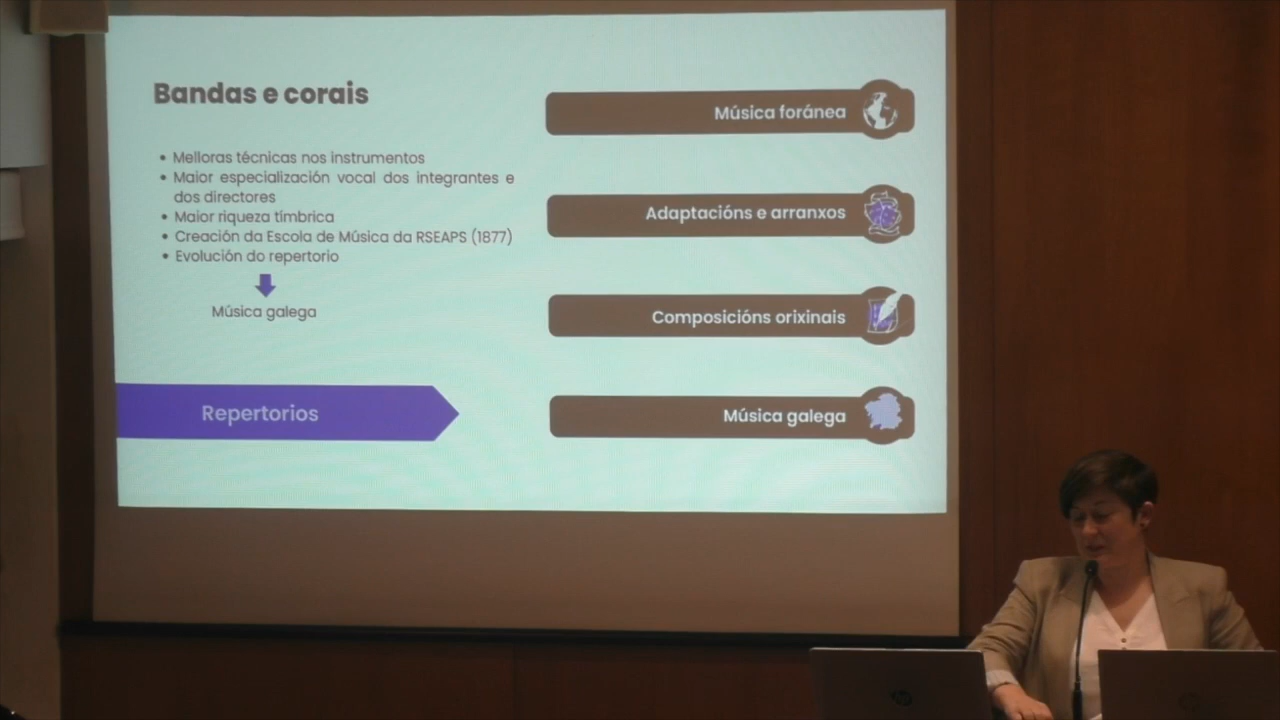 Bandas e corais
• Melloras técnicas nos instrumentos
• Maior especialización vocal dos integrantes e
dos directores
• Maior riqueza tímbrica
• Creación da Escola de Música da RSEAPS (1877)
• Evolución do repertorio
Música galega
Repertorios
Música foránea
Adaptacións e arranxos
Composicións orixinais
Música galega
hp